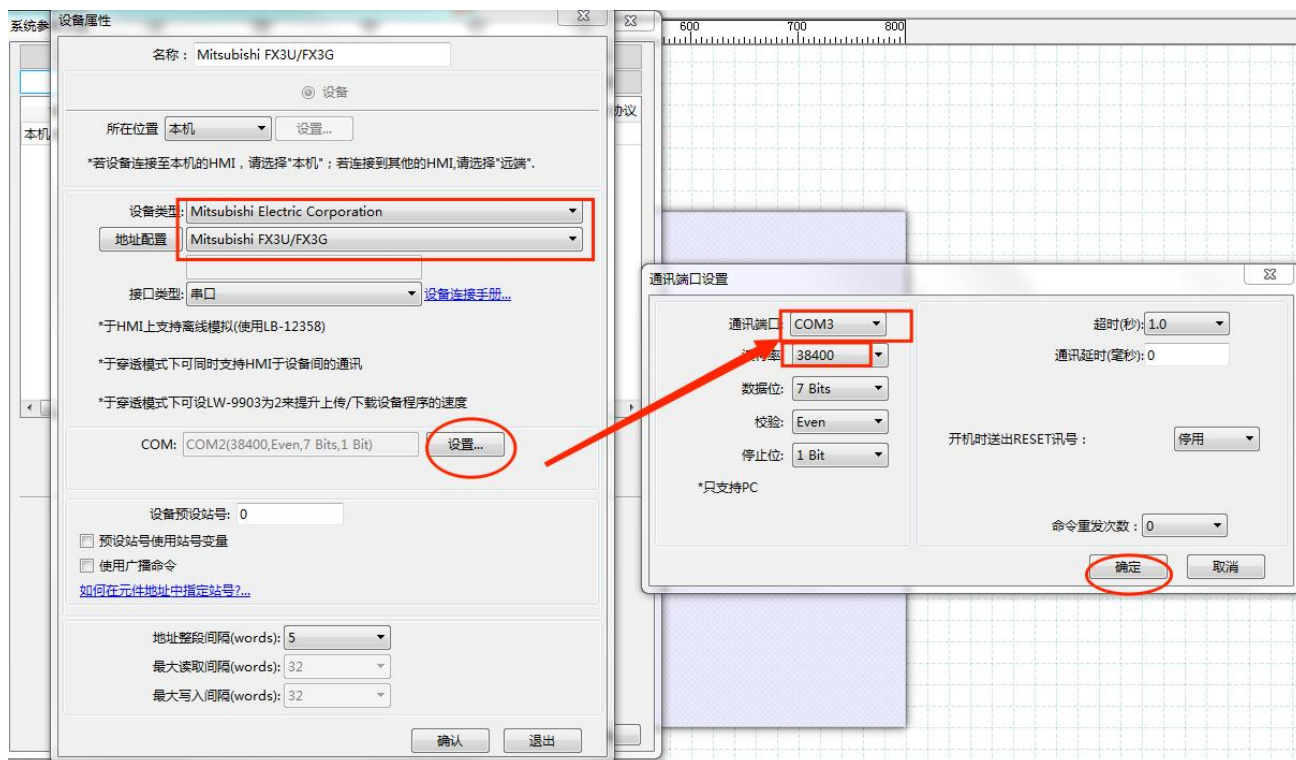 系统参
设备属性
600
700
800
名称： Mitsubishi FX3U/FX3G
设备
协议
本机
所在位置 本机 设置...
*若设备连接至本机的HMI，请选择"本机"；若连接到其他的HMI,请选择"远端".
设备类型: Mitsubishi Electric Corporation
地址配置 Mitsubishi FX3U/FX3G
接口类型: 串口 设备连接手册...
*于HMI上支持离线模拟(使用LB-12358)
*于穿透模式下可同时支持HMI于设备间的通讯
*于穿透模式下可设LW-9903为2来提升上传/下载设备程序的速度
COM: COM2(38400,Even,7 Bits,1 Bit) 设置...
设备预设站号: 0
预设站号使用站号变量
使用广播命令
如何在元件地址中指定站号?...
地址整段间隔(words): 5
最大读取间隔(words): 32
最大写入间隔(words): 32
确认 退出
通讯端口设置
通讯端口: COM3
38400
数据位: 7 Bits
校验: Even
停止位: 1 Bit
*只支持PC
超时(秒): 1.0
通讯延时(毫秒): 0
开机时送出RESET讯号： 停用
命令重发次数： 0
确定 取消